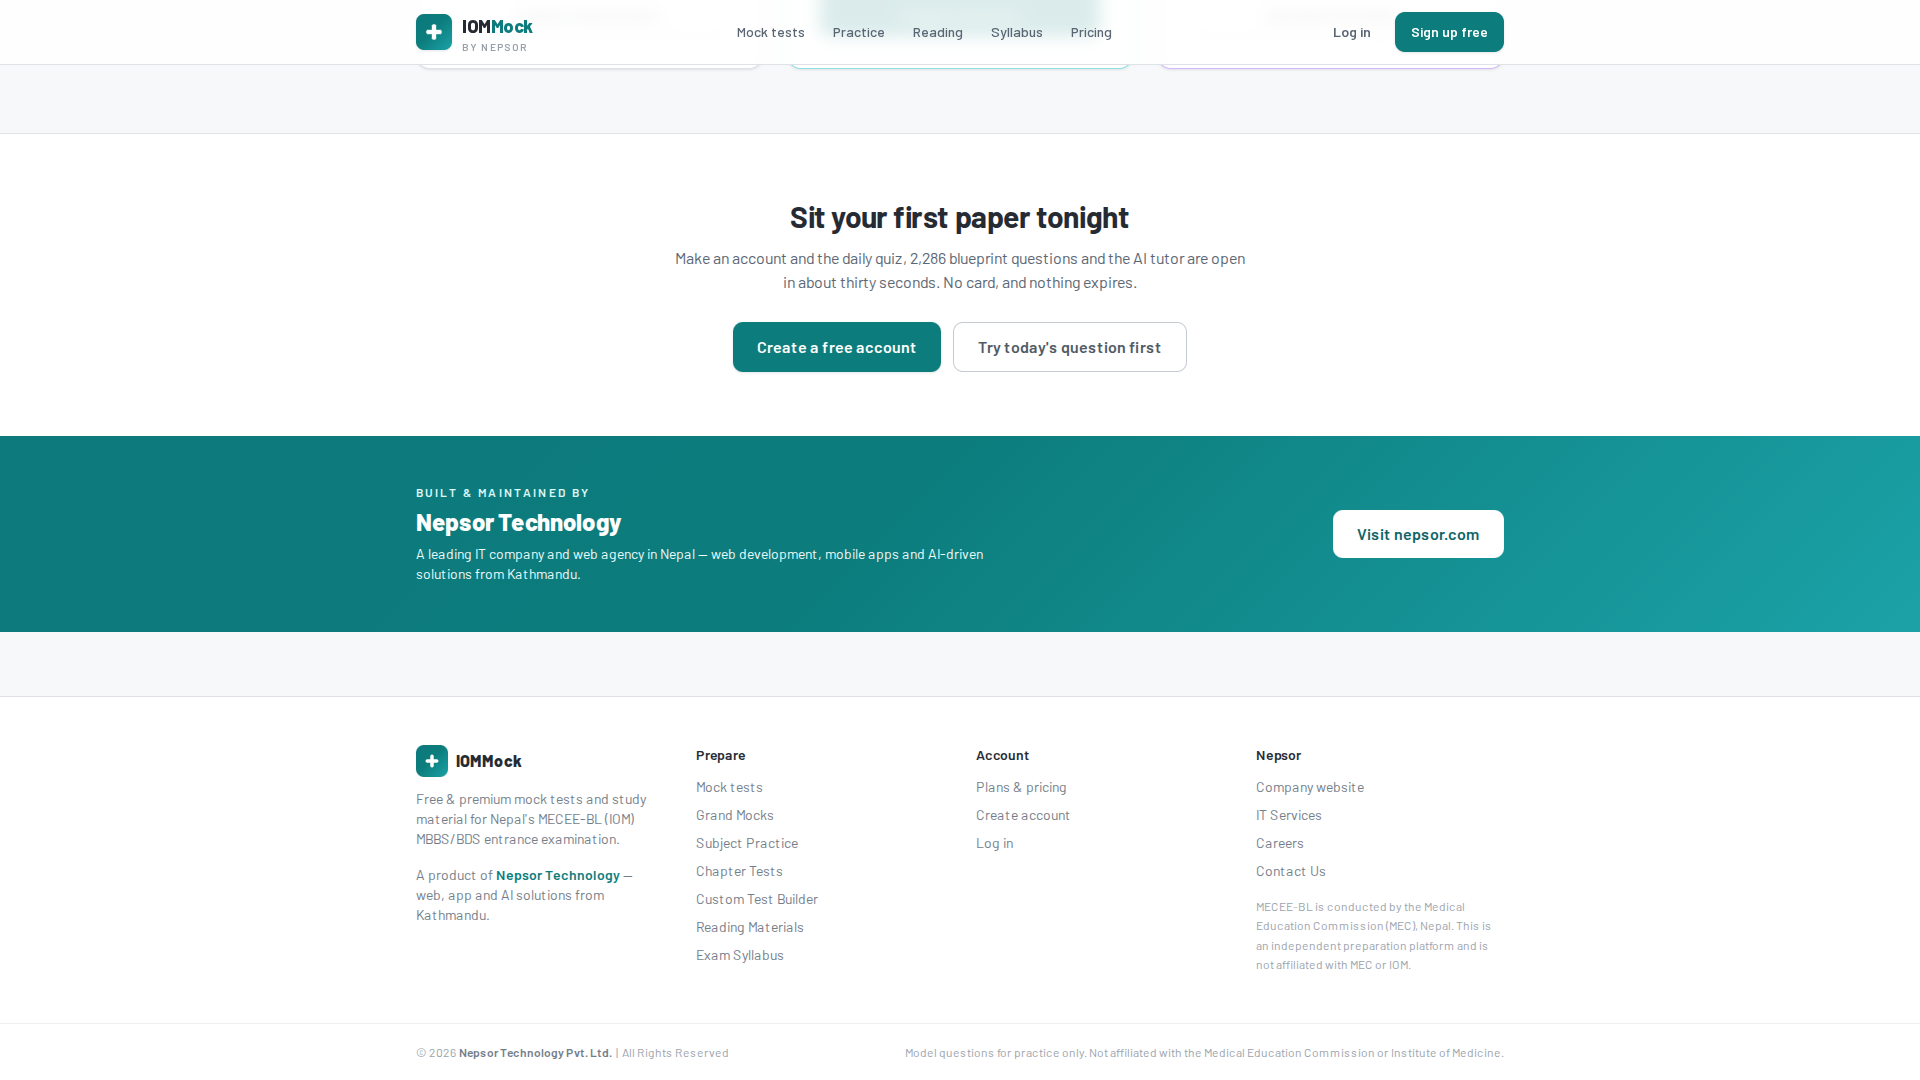 IOMMock
BY NEPSOR
Mock tests
Practice
Reading
Syllabus
Pricing
Log in
Sign up free
Sit your first paper tonight
Make an account and the daily quiz, 2,286 blueprint questions and the AI tutor are open
in about thirty seconds. No card, and nothing expires.
Create a free account
Try today's question first
BUILT & MAINTAINED BY
Nepsor Technology
A leading IT company and web agency in Nepal — web development, mobile apps and AI-driven
solutions from Kathmandu.
Visit nepsor.com
IOMMock
Free & premium mock tests and study
material for Nepal's MECEE-BL (IOM)
MBBS/BDS entrance examination.
A product of Nepsor Technology —
web, app and AI solutions from
Kathmandu.
Prepare
Mock tests
Grand Mocks
Subject Practice
Chapter Tests
Custom Test Builder
Reading Materials
Exam Syllabus
Account
Plans & pricing
Create account
Log in
Nepsor
Company website
IT Services
Careers
Contact Us
MECEE-BL is conducted by the Medical
Education Commission (MEC), Nepal. This is
an independent preparation platform and is
not affiliated with MEC or IOM.
© 2026 Nepsor Technology Pvt. Ltd. | All Rights Reserved
Model questions for practice only. Not affiliated with the Medical Education Commission or Institute of Medicine.